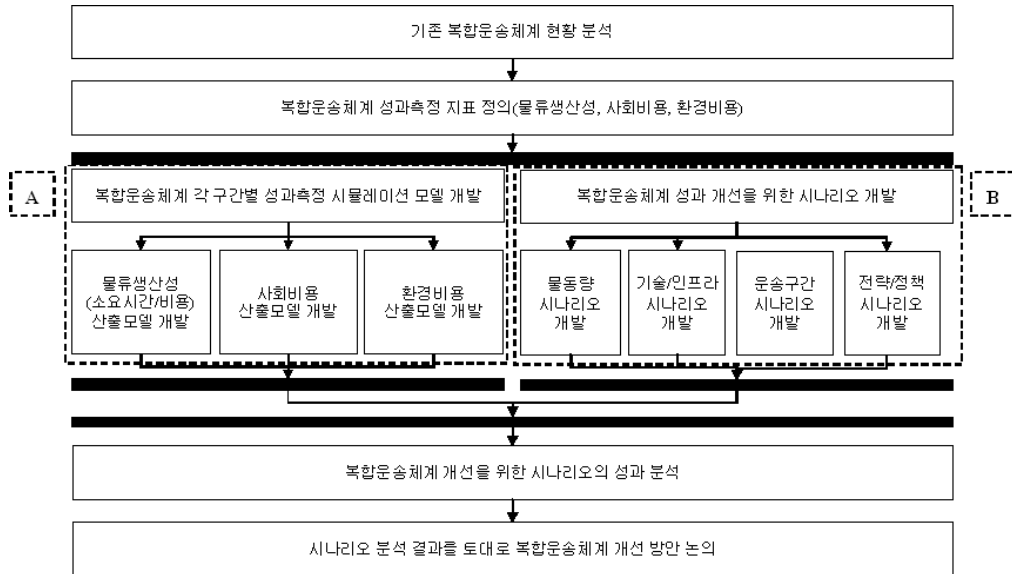 기존 복합운송체계 현황 분석
복합운송체계 성과측정 지표 정의(물류생산성, 사회비용, 환경비용)
A
복합운송체계 각 구간별 성과측정 시뮬레이션 모델 개발
복합운송체계 성과 개선을 위한 시나리오 개발
B
물류생산성
(소요시간/비용)
산출모델 개발
사회비용
산출모델 개발
환경비용
산출모델 개발
물동량
시나리오
개발
기술/인프라
시나리오
개발
운송구간
시나리오
개발
전략/정책
시나리오
개발
복합운송체계 개선을 위한 시나리오의 성과 분석
시나리오 분석 결과를 토대로 복합운송체계 개선 방안 논의